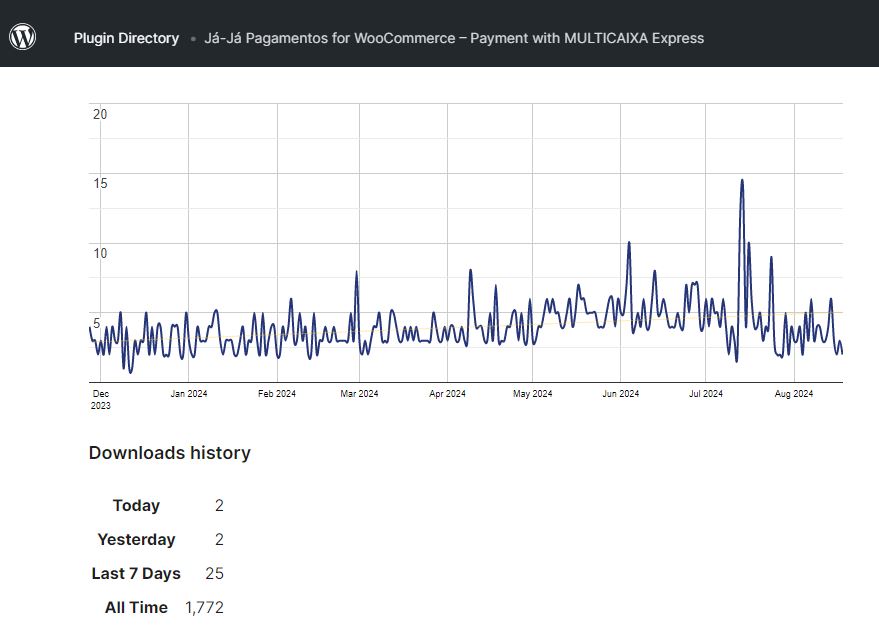 Plugin Directory • Já-Já Pagamentos for WooCommerce – Payment with MULTICAIXA Express
20
15
10
5
Dec 2023
Jan 2024
Feb 2024
Mar 2024
Apr 2024
May 2024
Jun 2024
Jul 2024
Aug 2024
Downloads history
Today 2
Yesterday 2
Last 7 Days 25
All Time 1,772